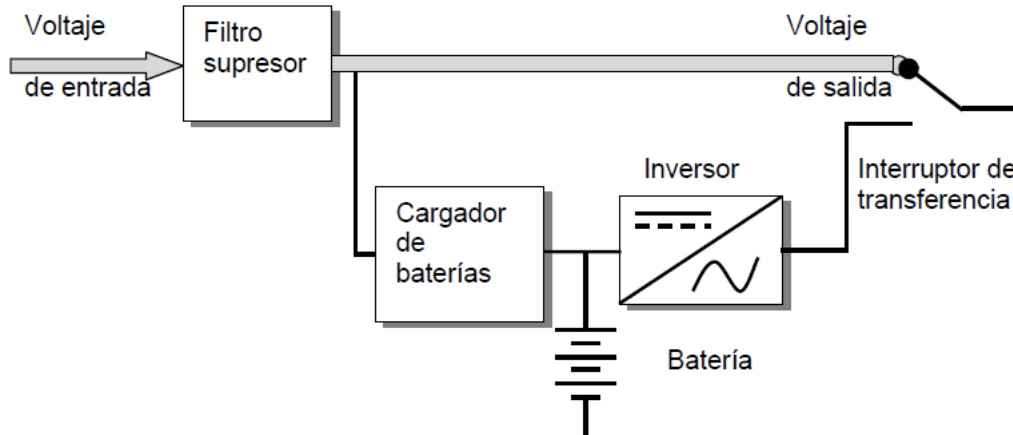 Voltaje
de entrada
Filtro
supresor
Voltaje
de salida
Inversor
Interruptor de
transferencia
Cargador
de
baterías
Batería